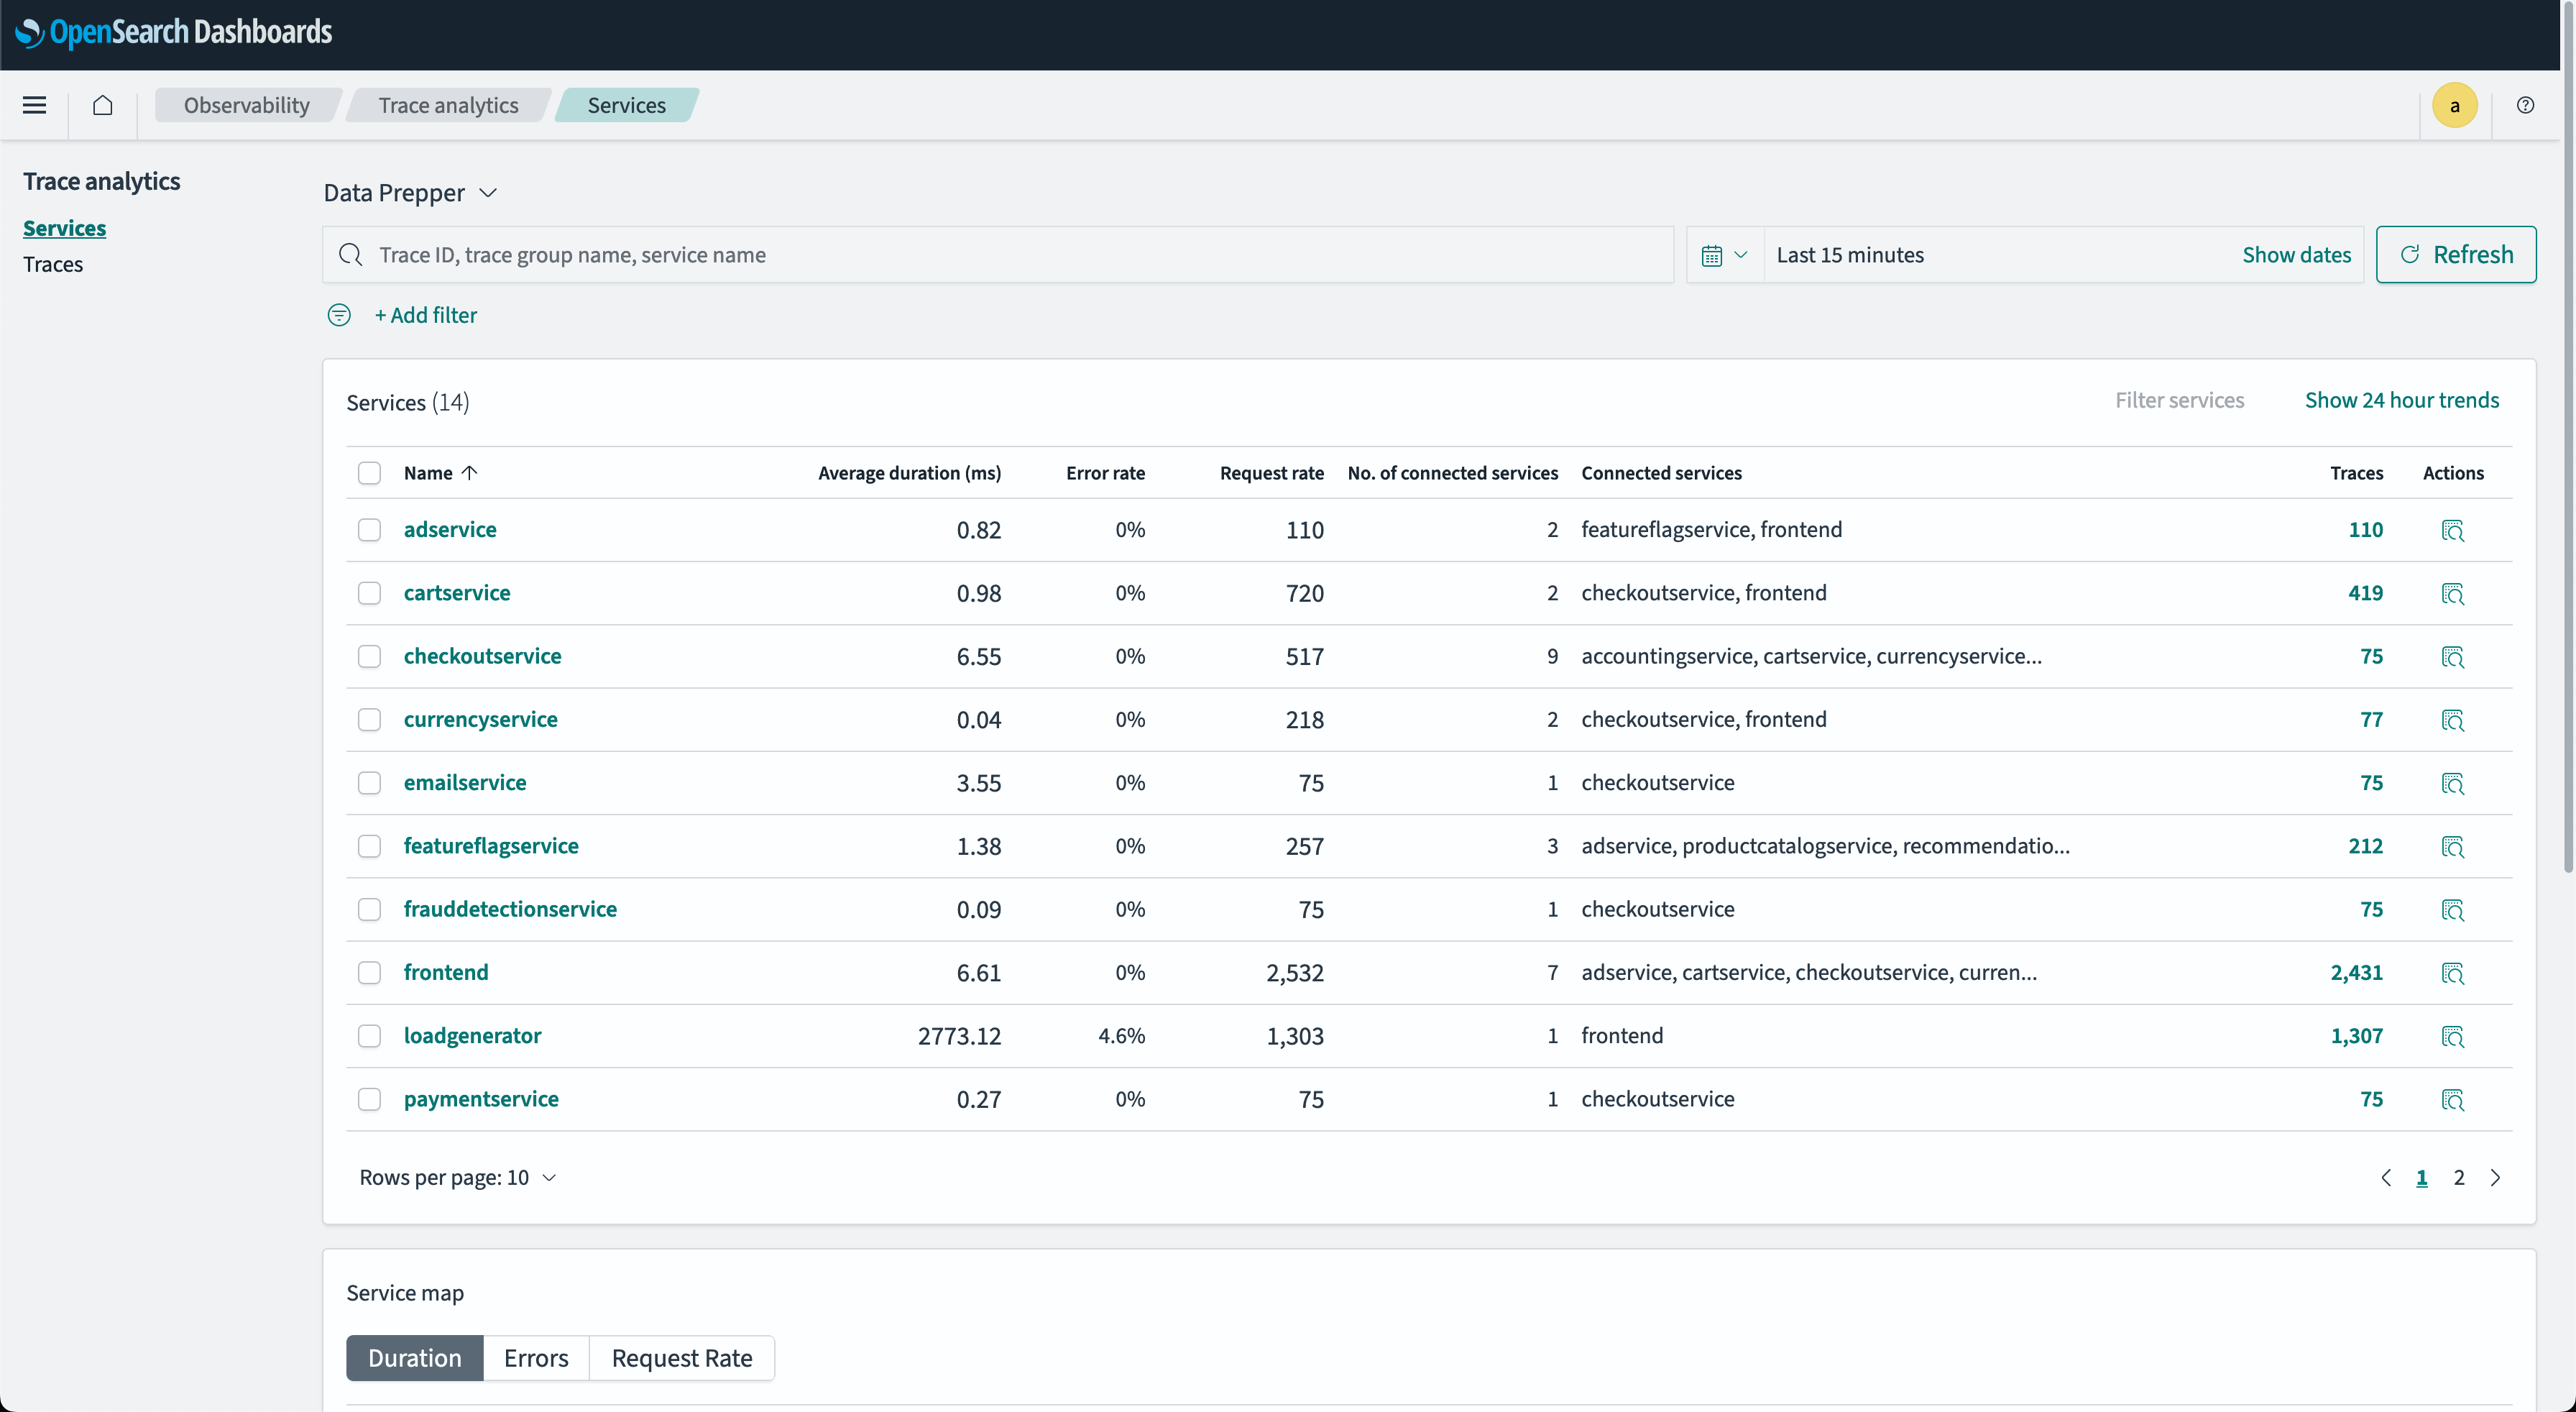 OpenSearch Dashboards
Observability Trace analytics Services a
Trace analytics
Services
Traces
Data Prepper
Trace ID, trace group name, service name Last 15 minutes Show dates Refresh
+ Add filter
Services (14) Filter services Show 24 hour trends
Name Average duration (ms) Error rate Request rate No. of connected services Connected services Traces Actions
adservice 0.82 0% 110 2 featureflagservice, frontend 110
cartservice 0.98 0% 720 2 checkoutservice, frontend 419
checkoutservice 6.55 0% 517 9 accountingservice, cartservice, currencyservice... 75
currencyservice 0.04 0% 218 2 checkoutservice, frontend 77
emailservice 3.55 0% 75 1 checkoutservice 75
featureflagservice 1.38 0% 257 3 adservice, productcatalogservice, recommendatio... 212
frauddetectionservice 0.09 0% 75 1 checkoutservice 75
frontend 6.61 0% 2,532 7 adservice, cartservice, checkoutservice, curren... 2,431
loadgenerator 2773.12 4.6% 1,303 1 frontend 1,307
paymentservice 0.27 0% 75 1 checkoutservice 75
Rows per page: 10 1 2
Service map
Duration Errors Request Rate